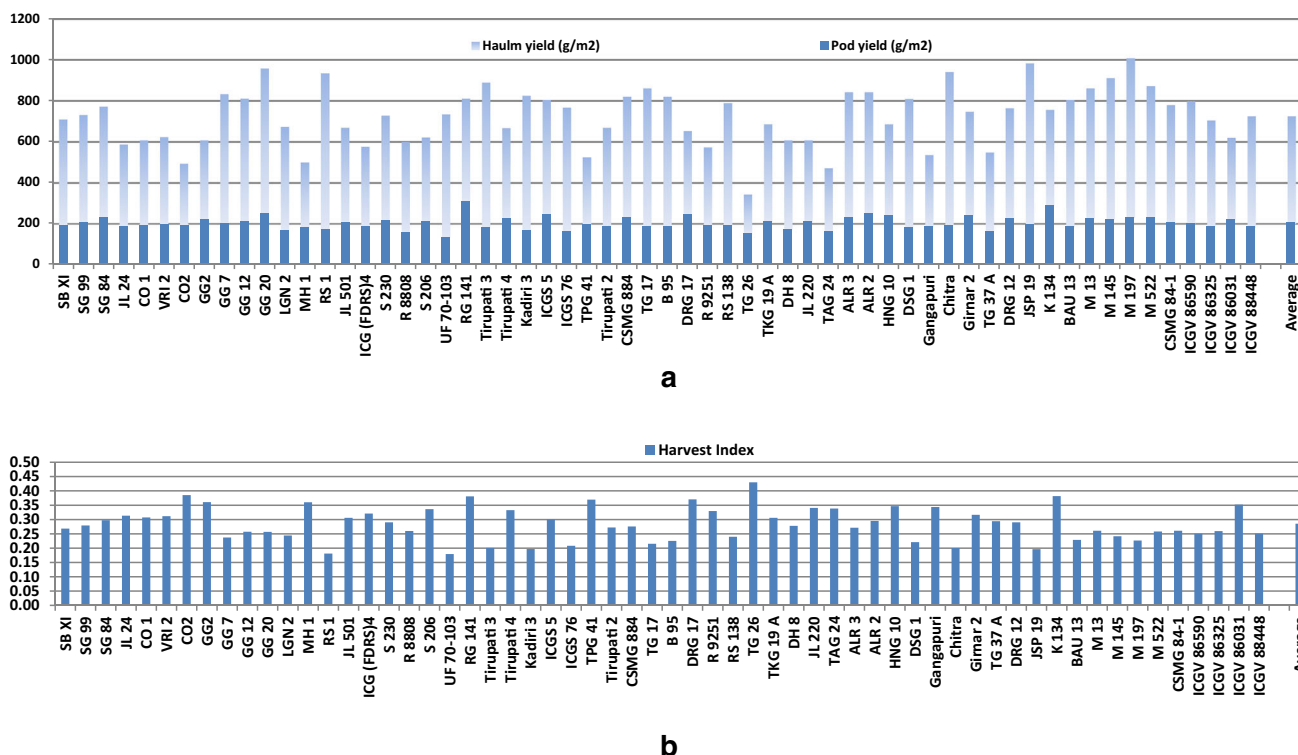 1200
1000
800
600
400
200
0
Haulm yield (g/m2)
Pod yield (g/m2)
SB XI
SG 99
SG 84
JL 24
CO 1
VRI 2
CO2
GG2
GG 7
GG 12
GG 20
LGN 2
MH 1
RS 1
JL 501
ICG (FDRS)4
S 230
R 8808
S 206
UF 70-103
RG 141
Tirupati 3
Tirupati 4
Kadiri 3
ICGS 5
ICGS 76
TPG 41
Tirupati 2
CSMG 884
TG 17
B 95
DRG 17
R 9251
RS 138
TG 26
TKG 19 A
DH 8
JL 220
TAG 24
ALR 3
ALR 2
HNG 10
DSG 1
Gangapuri
Chitra
Girnar 2
TG 37 A
DRG 12
JSP 19
K 134
BAU 13
M 13
M 145
M 197
M 522
CSMG 84-1
ICGV 86590
ICGV 86325
ICGV 86031
ICGV 88448
Average
a
Harvest Index
0.50
0.45
0.40
0.35
0.30
0.25
0.20
0.15
0.10
0.05
0.00
SB XI
SG 99
SG 84
JL 24
CO 1
VRI 2
CO2
GG2
GG 7
GG 12
GG 20
LGN 2
MH 1
RS 1
JL 501
ICG (FDRS)4
S 230
R 8808
S 206
UF 70-103
RG 141
Tirupati 3
Tirupati 4
Kadiri 3
ICGS 5
ICGS 76
TPG 41
Tirupati 2
CSMG 884
TG 17
B 95
DRG 17
R 9251
RS 138
TG 26
TKG 19 A
DH 8
JL 220
TAG 24
ALR 3
ALR 2
HNG 10
DSG 1
Gangapuri
Chitra
Girnar 2
TG 37 A
DRG 12
JSP 19
K 134
BAU 13
M 13
M 145
M 197
M 522
CSMG 84-1
ICGV 86590
ICGV 86325
ICGV 86031
ICGV 88448
b